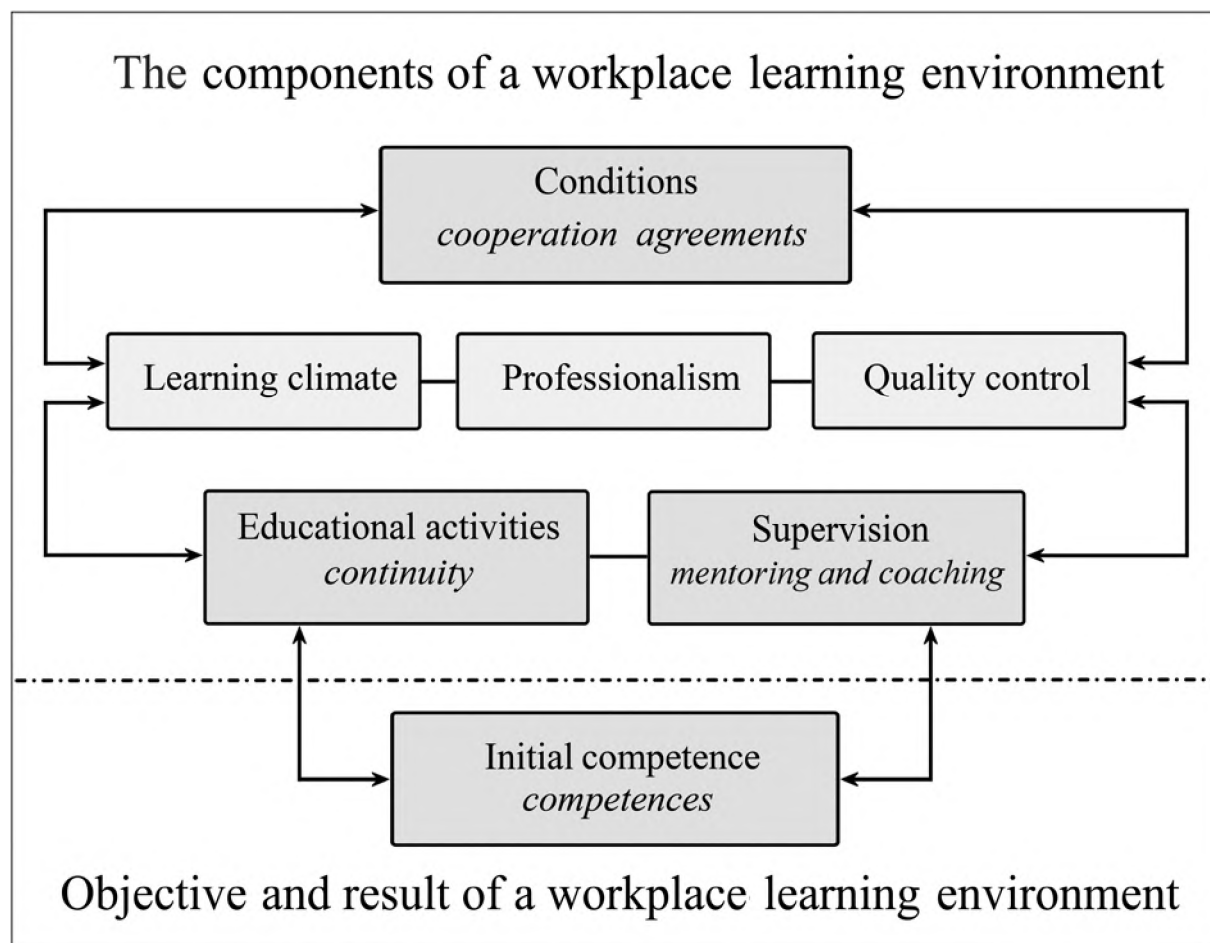 The components of a workplace learning environment
Conditions
cooperation agreements
Learning climate
Professionalism
Quality control
Educational activities
continuity
Supervision
mentoring and coaching
Initial competence
competences
Objective and result of a workplace learning environment